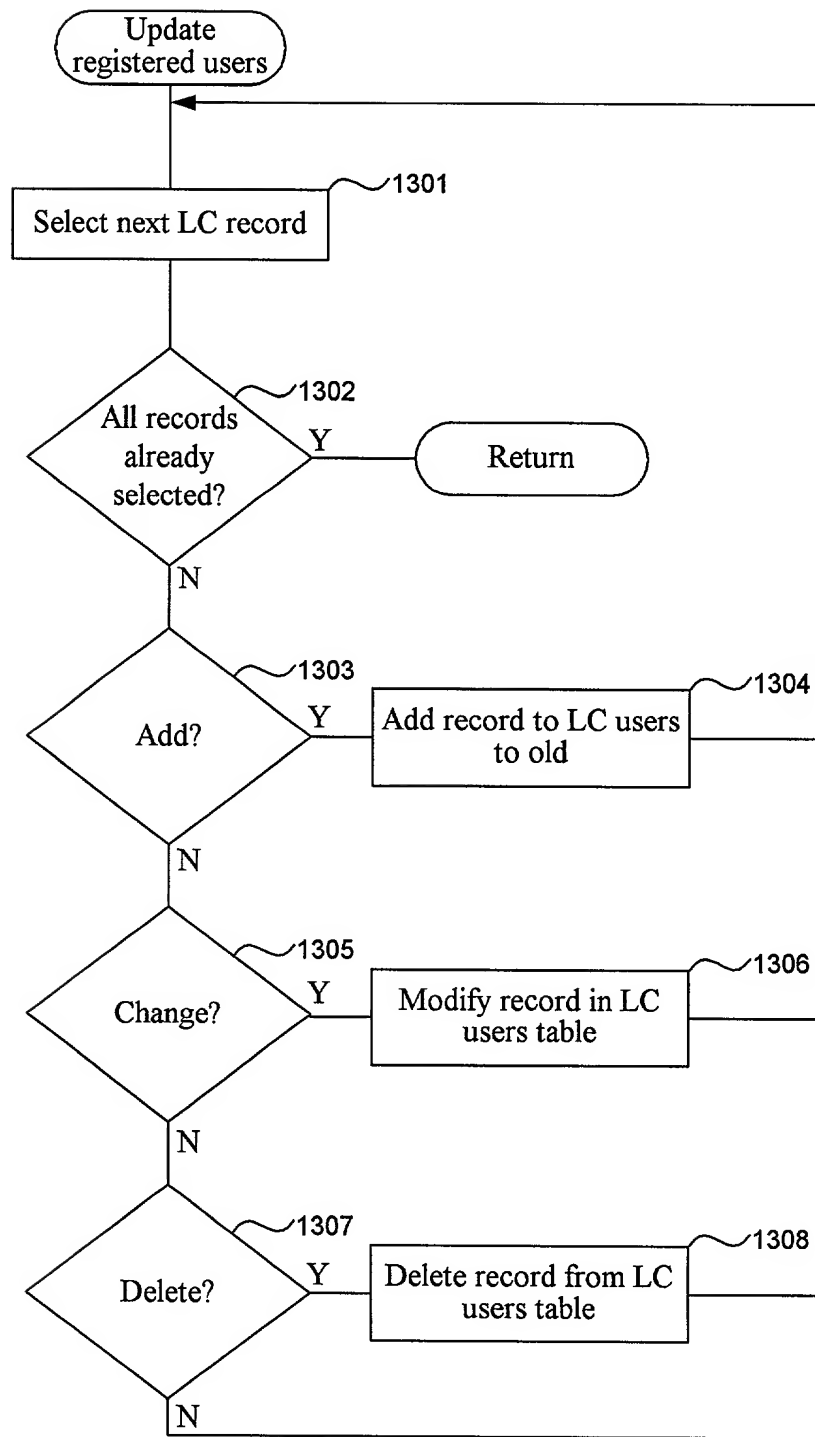 Update
registered users
1301
Select next LC record
1302
All records
already
selected?
Y
Return
N
1303
Add?
Y
1304
Add record to LC users
to old
N
1305
Change?
Y
1306
Modify record in LC
users table
N
1307
Delete?
Y
1308
Delete record from LC
users table
N